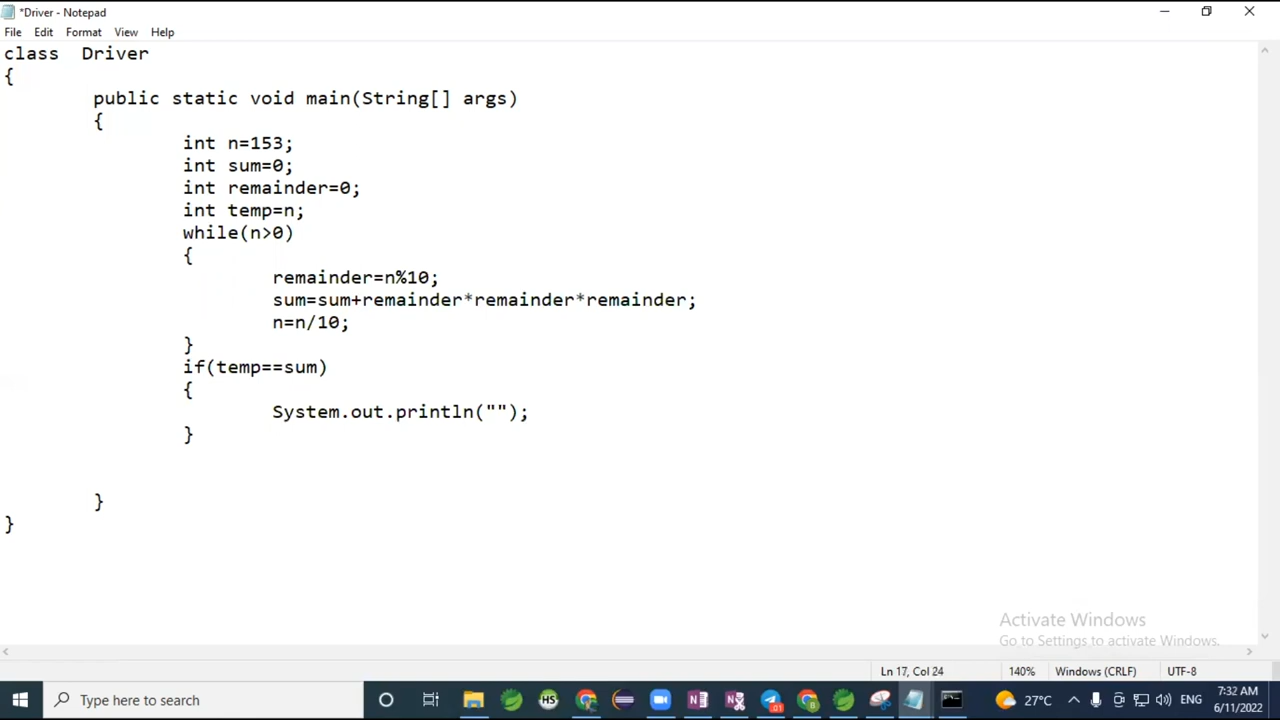 *Driver - Notepad
File Edit Format View Help
class  Driver
{
        public static void main(String[] args)
        {
                int n=153;
                int sum=0;
                int remainder=0;
                int temp=n;
                while(n>0)
                {
                        remainder=n%10;
                        sum=sum+remainder*remainder*remainder;
                        n=n/10;
                }
                if(temp==sum)
                {
                        System.out.println("");
                }
        }
}
Activate Windows
Go to Settings to activate Windows.
Ln 17, Col 24 140% Windows (CRLF) UTF-8
Type here to search HS 01 27°C ENG 7:32 AM
6/11/2022